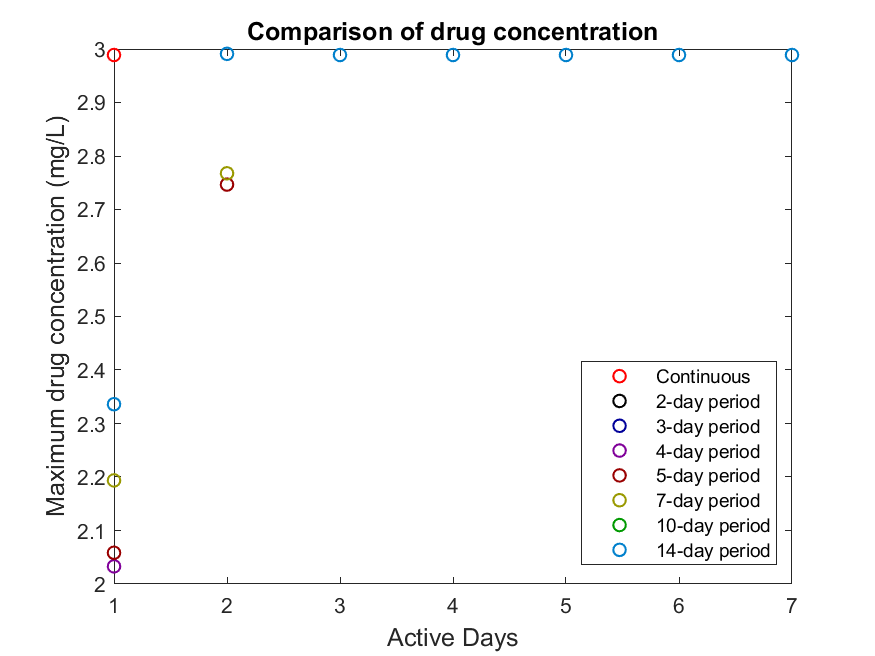 Comparison of drug concentration
Maximum drug concentration (mg/L)
3
2.9
2.8
2.7
2.6
2.5
2.4
2.3
2.2
2.1
2
1 2 3 4 5 6 7
Active Days
Continuous
2-day period
3-day period
4-day period
5-day period
7-day period
10-day period
14-day period